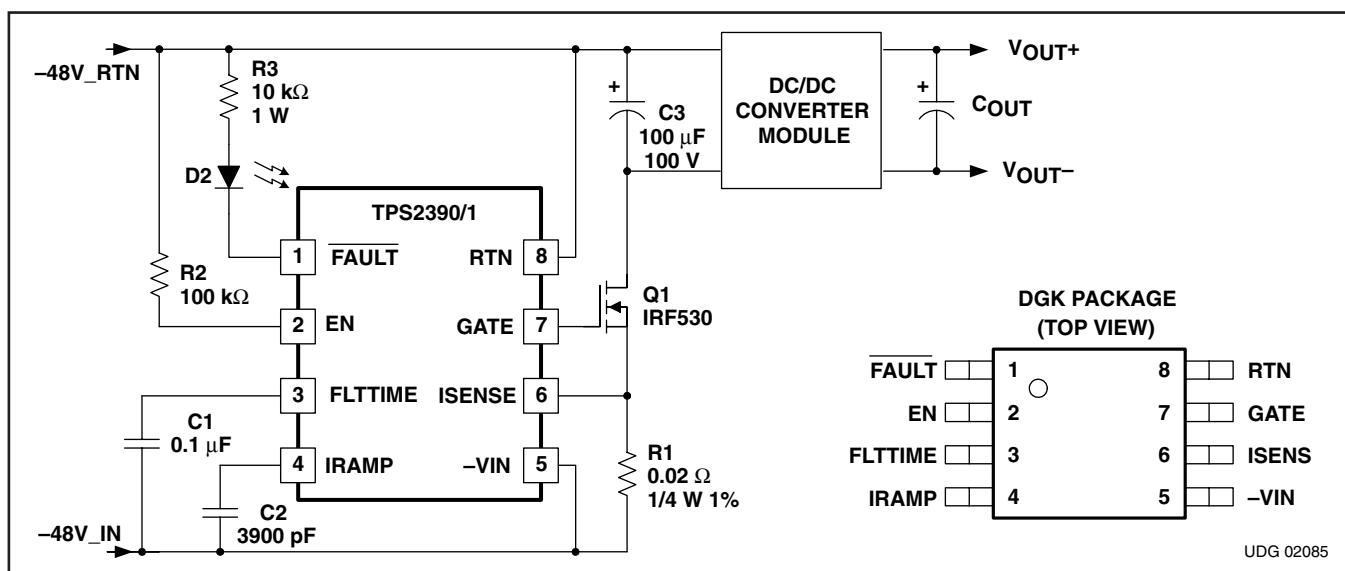 –48V_RTN
R3
10 kΩ
1 W
D2
R2
100 kΩ
C1
0.1 μF
C2
3900 pF
–48V_IN
TPS2390/1
1
FAULT
2
EN
3
FLTTIME
4
IRAMP
RTN
8
GATE
7
ISENSE
6
–VIN
5
+
C3
100 μF
100 V
Q1
IRF530
R1
0.02 Ω
1/4 W 1%
DC/DC
CONVERTER
MODULE
+
COUT
VOUT+
VOUT–
DGK PACKAGE
(TOP VIEW)
FAULT
1
8
RTN
EN
2
7
GATE
FLTTIME
3
6
ISENS
IRAMP
4
5
–VIN
UDG 02085